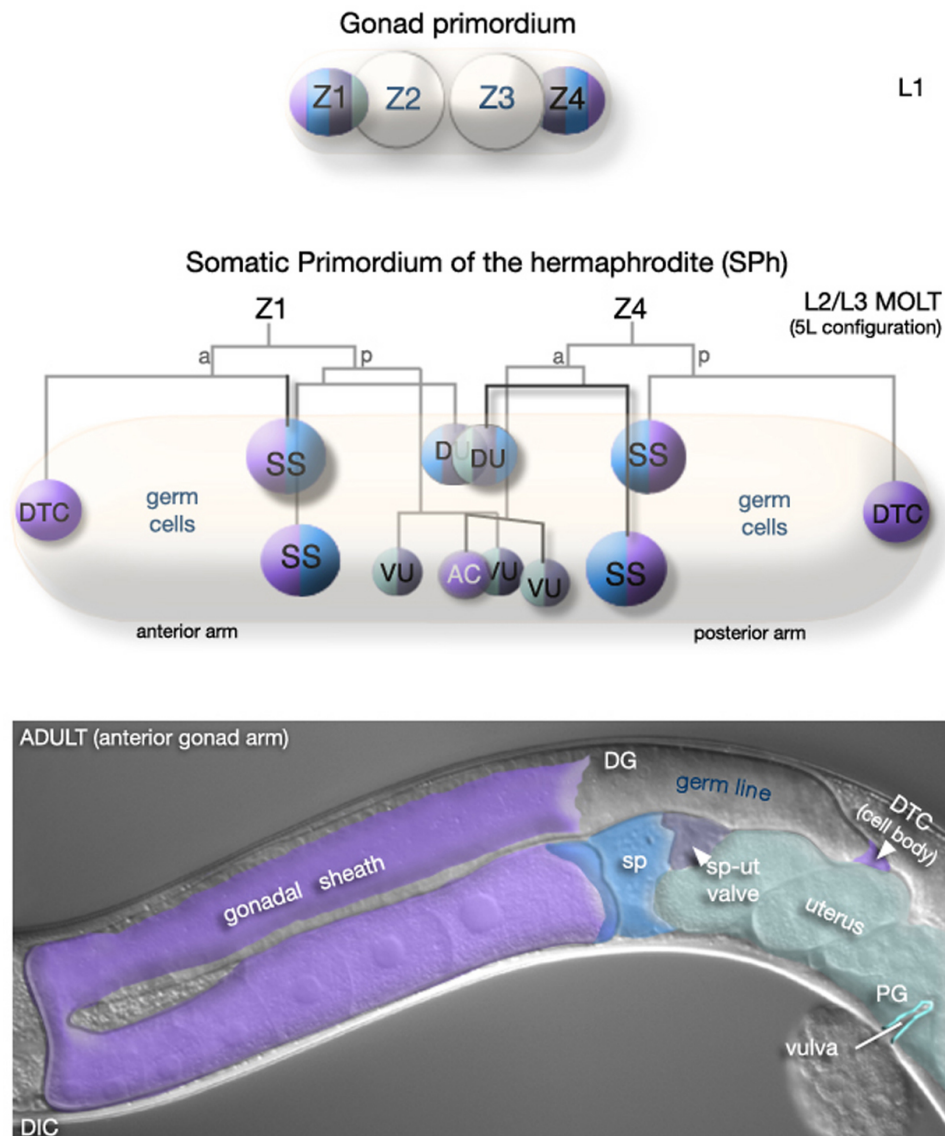 Gonad primordium
L1
Z1 Z2 Z3 Z4
Somatic Primordium of the hermaphrodite (SPh)
Z1
Z4
L2/L3 MOLT
(5L configuration)
a
p
a
p
SS
DU
DU
SS
DTC
germ
cells
germ
cells
DTC
SS
VU
AC
VU
VU
SS
anterior arm
posterior arm
ADULT (anterior gonad arm)
DG
germ line
DTC
(cell body)
gonadal sheath
sp
sp-ut
valve
uterus
PG
vulva
DIC